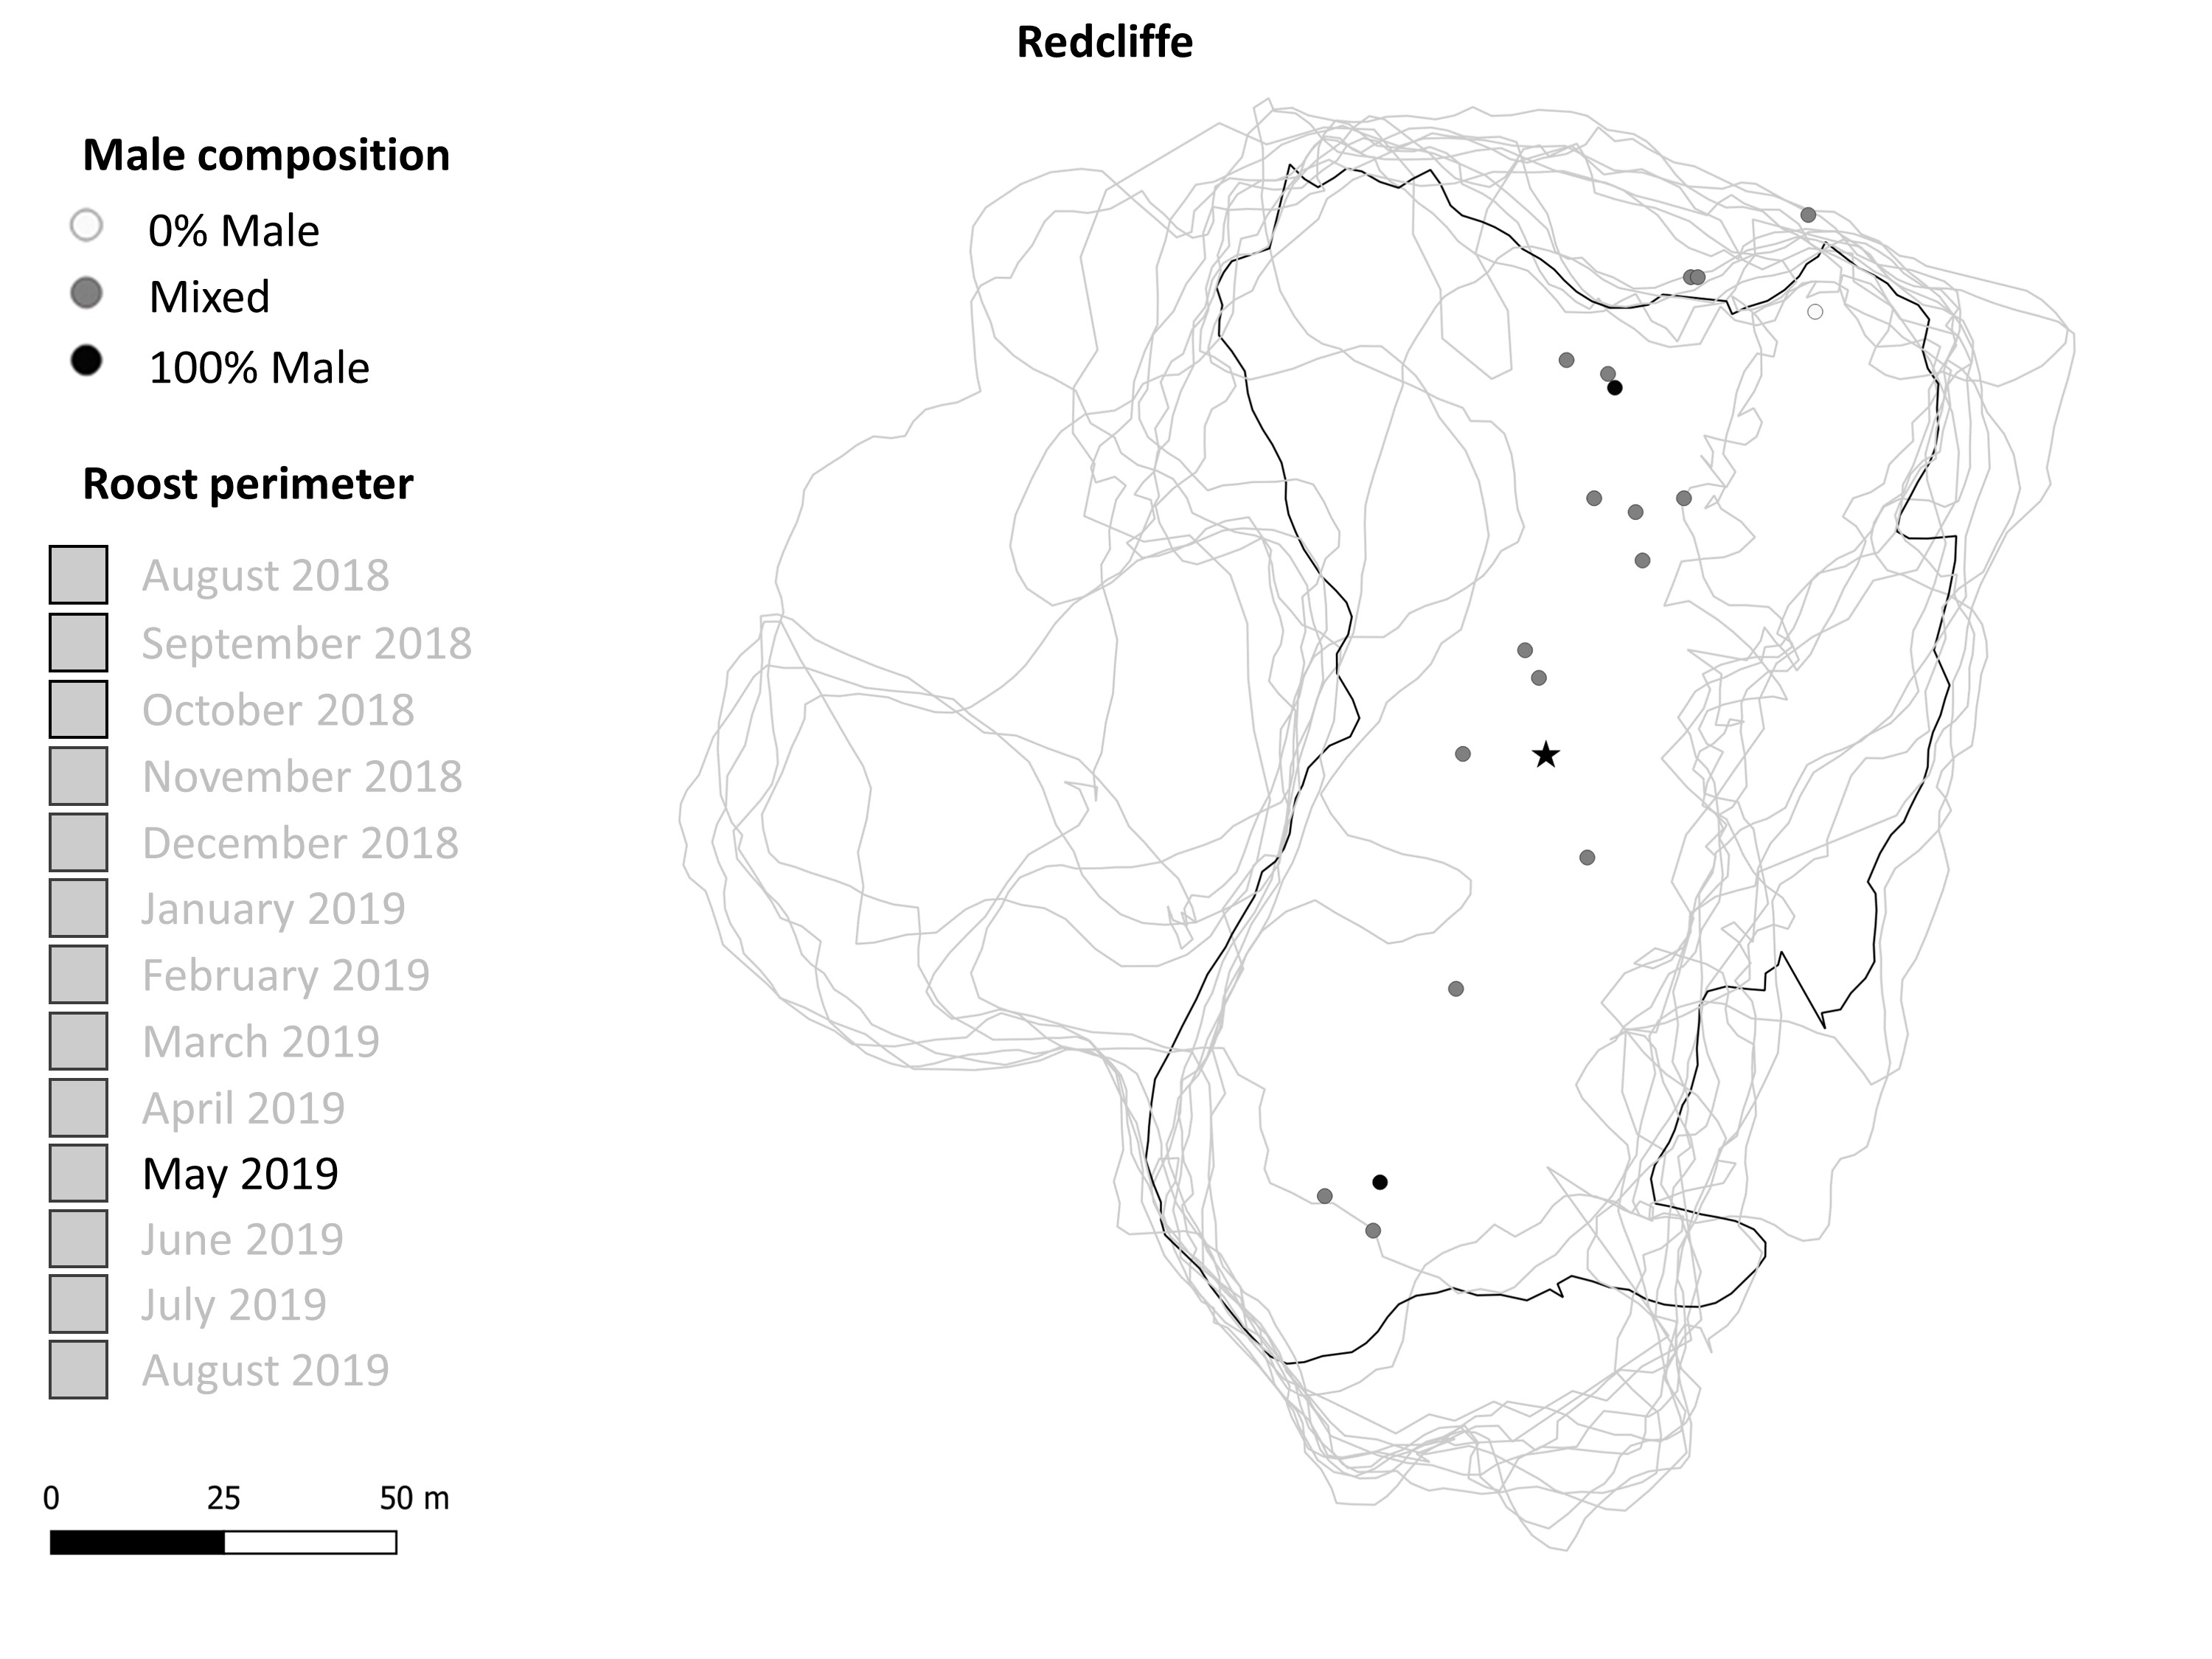 Redcliffe
Male composition
0% Male
Mixed
100% Male
Roost perimeter
August 2018
September 2018
October 2018
November 2018
December 2018
January 2019
February 2019
March 2019
April 2019
May 2019
June 2019
July 2019
August 2019
0 25 50 m